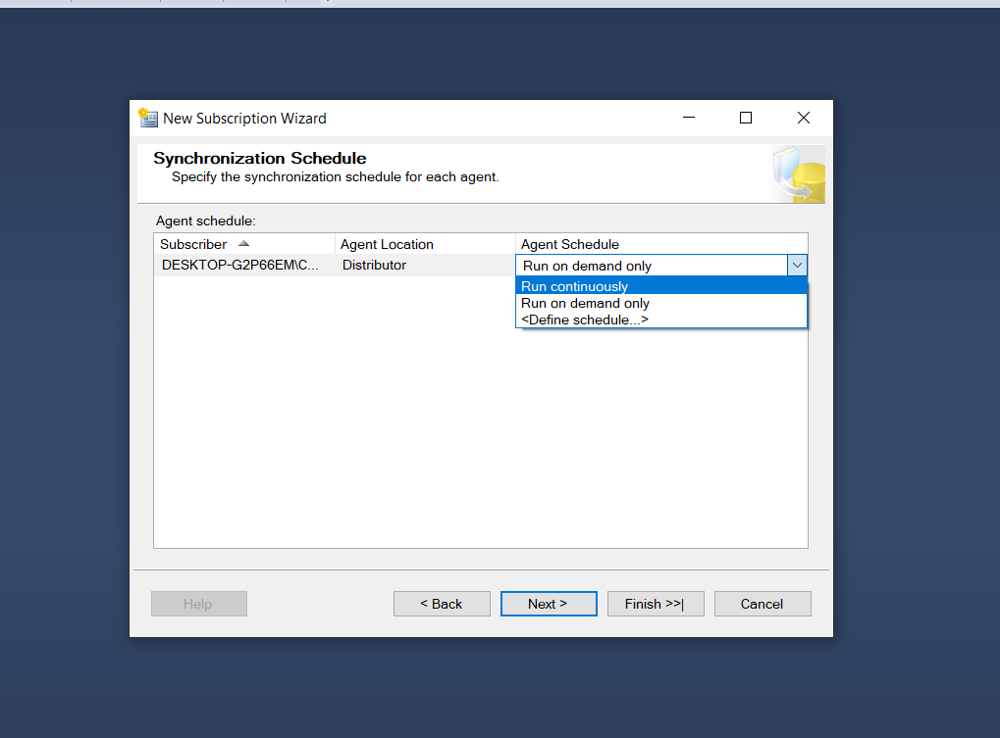 New Subscription Wizard
Synchronization Schedule
Specify the synchronization schedule for each agent.
Agent schedule:
Subscriber Agent Location Agent Schedule
DESKTOP-G2P66EM\C... Distributor Run on demand only
Run continuously
Run on demand only
<Define schedule...>
Help < Back Next > Finish >>| Cancel